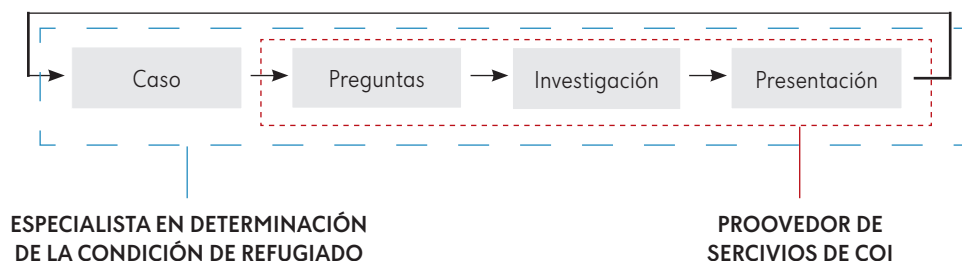 Caso
Preguntas
Investigación
Presentación
ESPECIALISTA EN DETERMINACIÓN
DE LA CONDICIÓN DE REFUGIADO
PROOVEDOR DE
SERCIVIOS DE COI